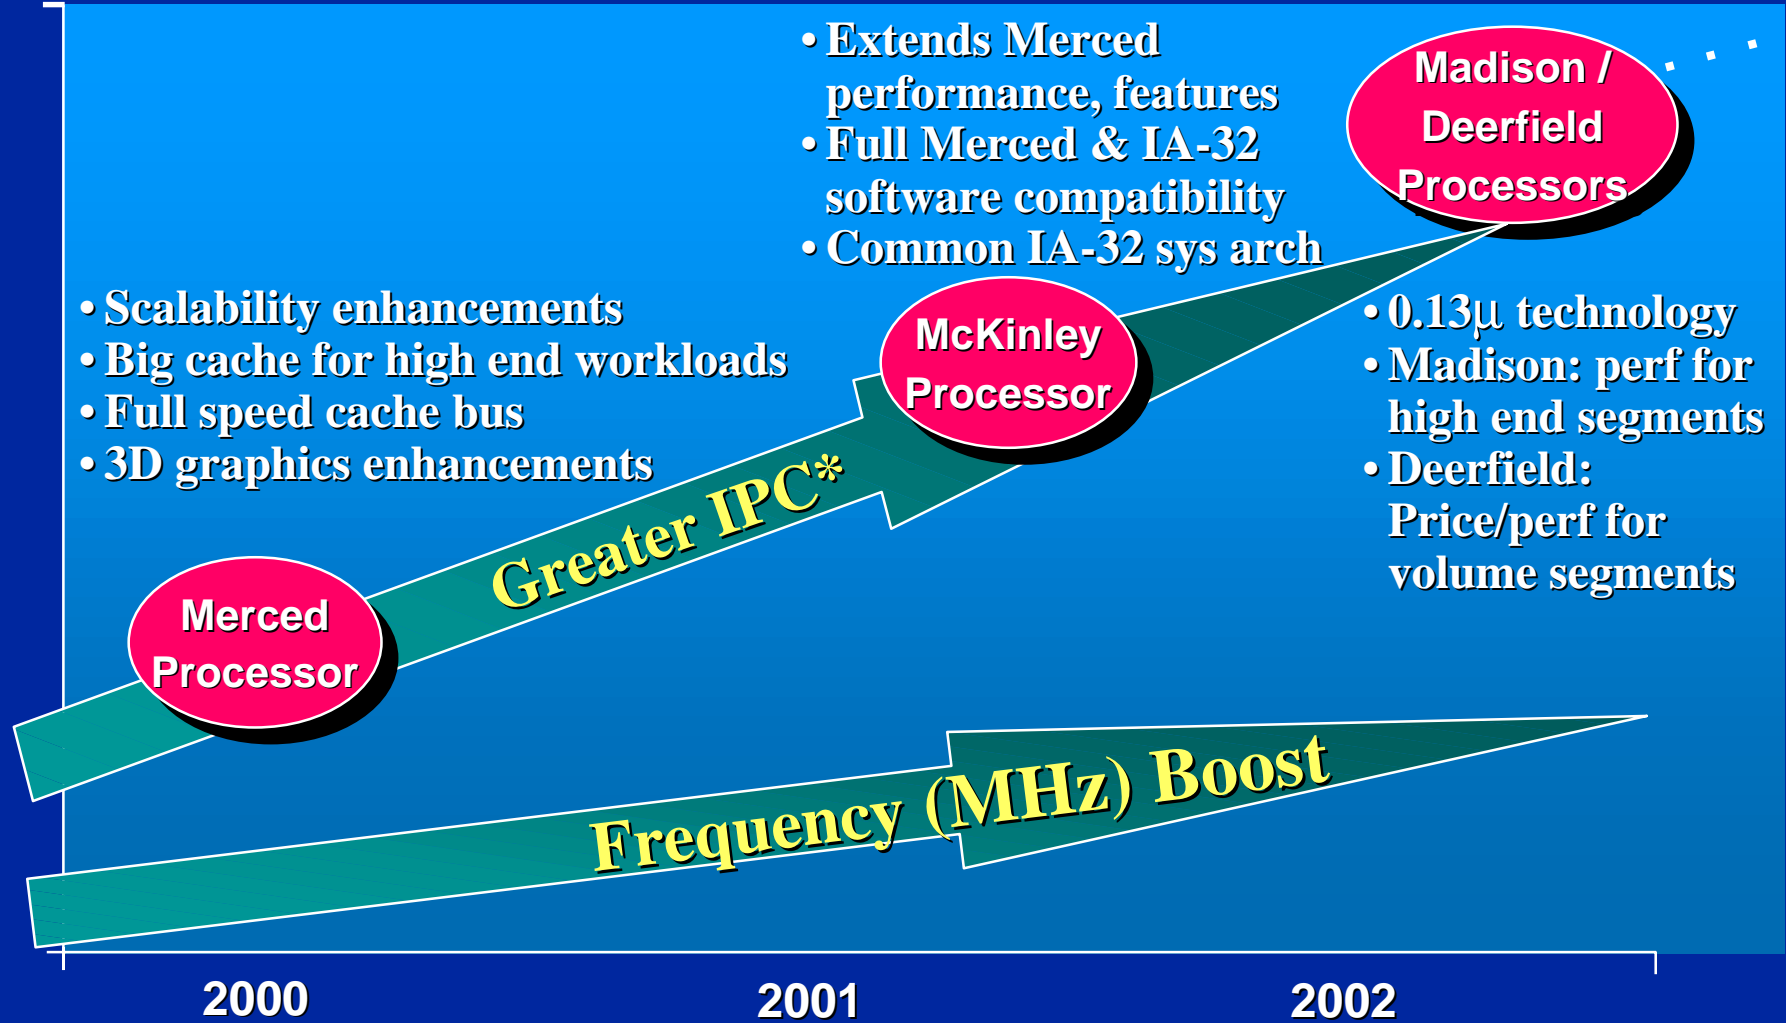 • Extends Merced
performance, features
• Full Merced & IA-32
software compatibility
• Common IA-32 sys arch
Madison /
Deerfield
Processors
• Scalability enhancements
• Big cache for high end workloads
• Full speed cache bus
• 3D graphics enhancements
McKinley
Processor
• 0.13µ technology
• Madison: perf for
high end segments
• Deerfield:
Price/perf for
volume segments
Greater IPC*
Merced
Processor
Frequency (MHz) Boost
2000
2001
2002